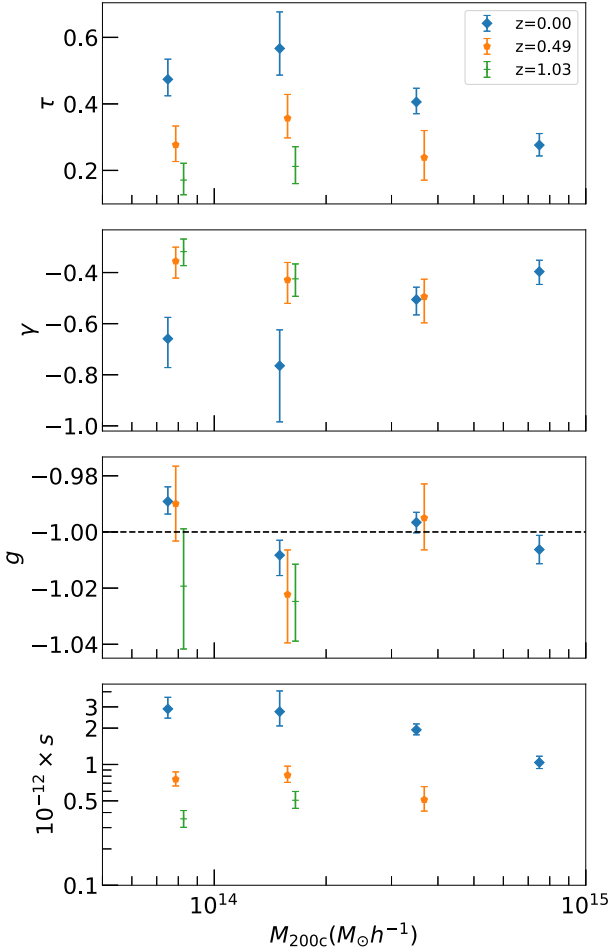 z=0.00
z=0.49
z=1.03
0.6
0.4
0.2
τ
−0.4
−0.6
−0.8
−1.0
γ
−0.98
−1.00
−1.02
−1.04
g
3
2
1
0.5
0.1
10⁻¹² × s
10¹⁴
10¹⁵
M₂₀₀c(M⊙h⁻¹)